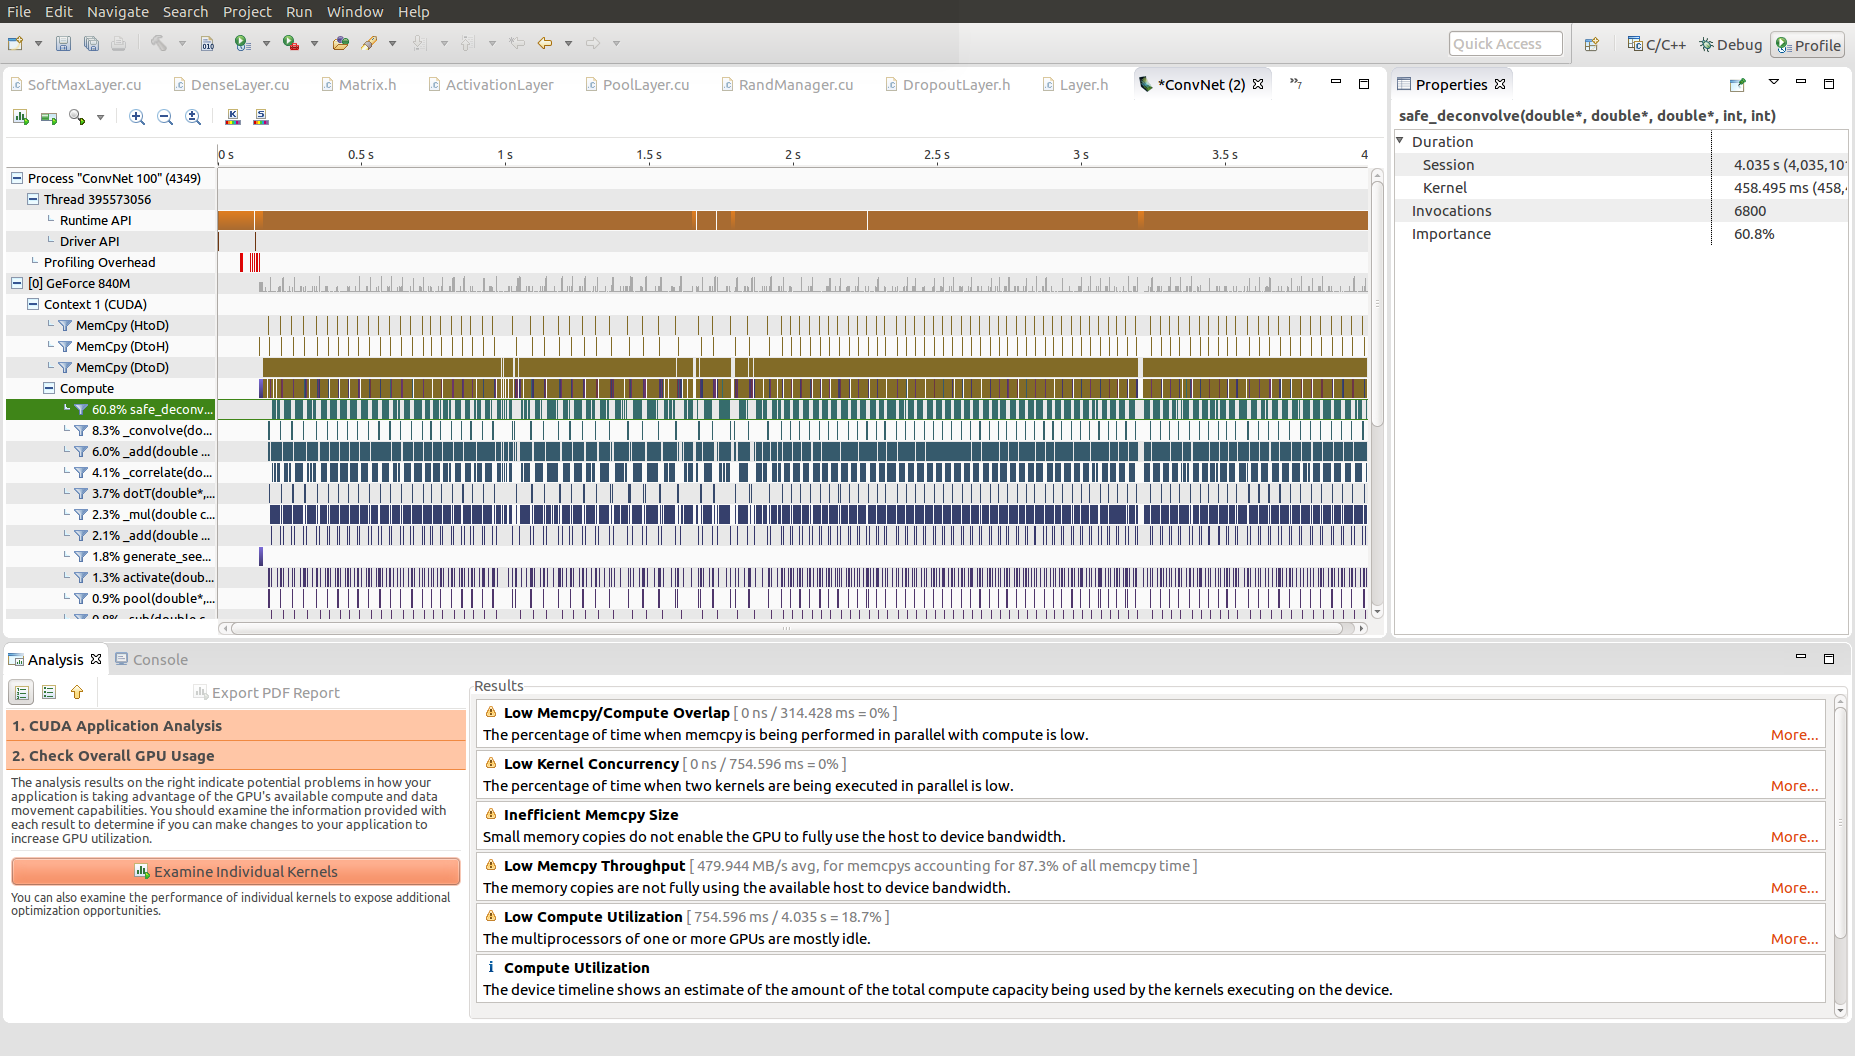 File Edit Navigate Search Project Run Window Help
Quick Access
C/C++ Debug Profile
SoftMaxLayer.cu DenseLayer.cu Matrix.h ActivationLayer PoolLayer.cu RandManager.cu DropoutLayer.h Layer.h *ConvNet (2) »7
0 s 0.5 s 1 s 1.5 s 2 s 2.5 s 3 s 3.5 s 4
Process "ConvNet 100" (4349)
Thread 395573056
Runtime API
Driver API
Profiling Overhead
[0] GeForce 840M
Context 1 (CUDA)
MemCpy (HtoD)
MemCpy (DtoH)
MemCpy (DtoD)
Compute
60.8% safe_deconv...
8.3% _convolve(do...
6.0% _add(double ...
4.1% _correlate(do...
3.7% dotT(double*,...
2.3% _mul(double c...
2.1% _add(double ...
1.8% generate_see...
1.3% activate(doub...
0.9% pool(double*,...
0.8% _sub(double c...
Properties
safe_deconvolve(double*, double*, double*, int, int)
Duration
Session 4.035 s (4,035,10
Kernel 458.495 ms (458,
Invocations 6800
Importance 60.8%
Analysis Console
Export PDF Report
1. CUDA Application Analysis
2. Check Overall GPU Usage
The analysis results on the right indicate potential problems in how your
application is taking advantage of the GPU's available compute and data
movement capabilities. You should examine the information provided with
each result to determine if you can make changes to your application to
increase GPU utilization.
Examine Individual Kernels
You can also examine the performance of individual kernels to expose additional
optimization opportunities.
Results
Low Memcpy/Compute Overlap [ 0 ns / 314.428 ms = 0% ]
The percentage of time when memcpy is being performed in parallel with compute is low.
More...
Low Kernel Concurrency [ 0 ns / 754.596 ms = 0% ]
The percentage of time when two kernels are being executed in parallel is low.
More...
Inefficient Memcpy Size
Small memory copies do not enable the GPU to fully use the host to device bandwidth.
More...
Low Memcpy Throughput [ 479.944 MB/s avg, for memcpys accounting for 87.3% of all memcpy time ]
The memory copies are not fully using the available host to device bandwidth.
More...
Low Compute Utilization [ 754.596 ms / 4.035 s = 18.7% ]
The multiprocessors of one or more GPUs are mostly idle.
More...
Compute Utilization
The device timeline shows an estimate of the amount of the total compute capacity being used by the kernels executing on the device.